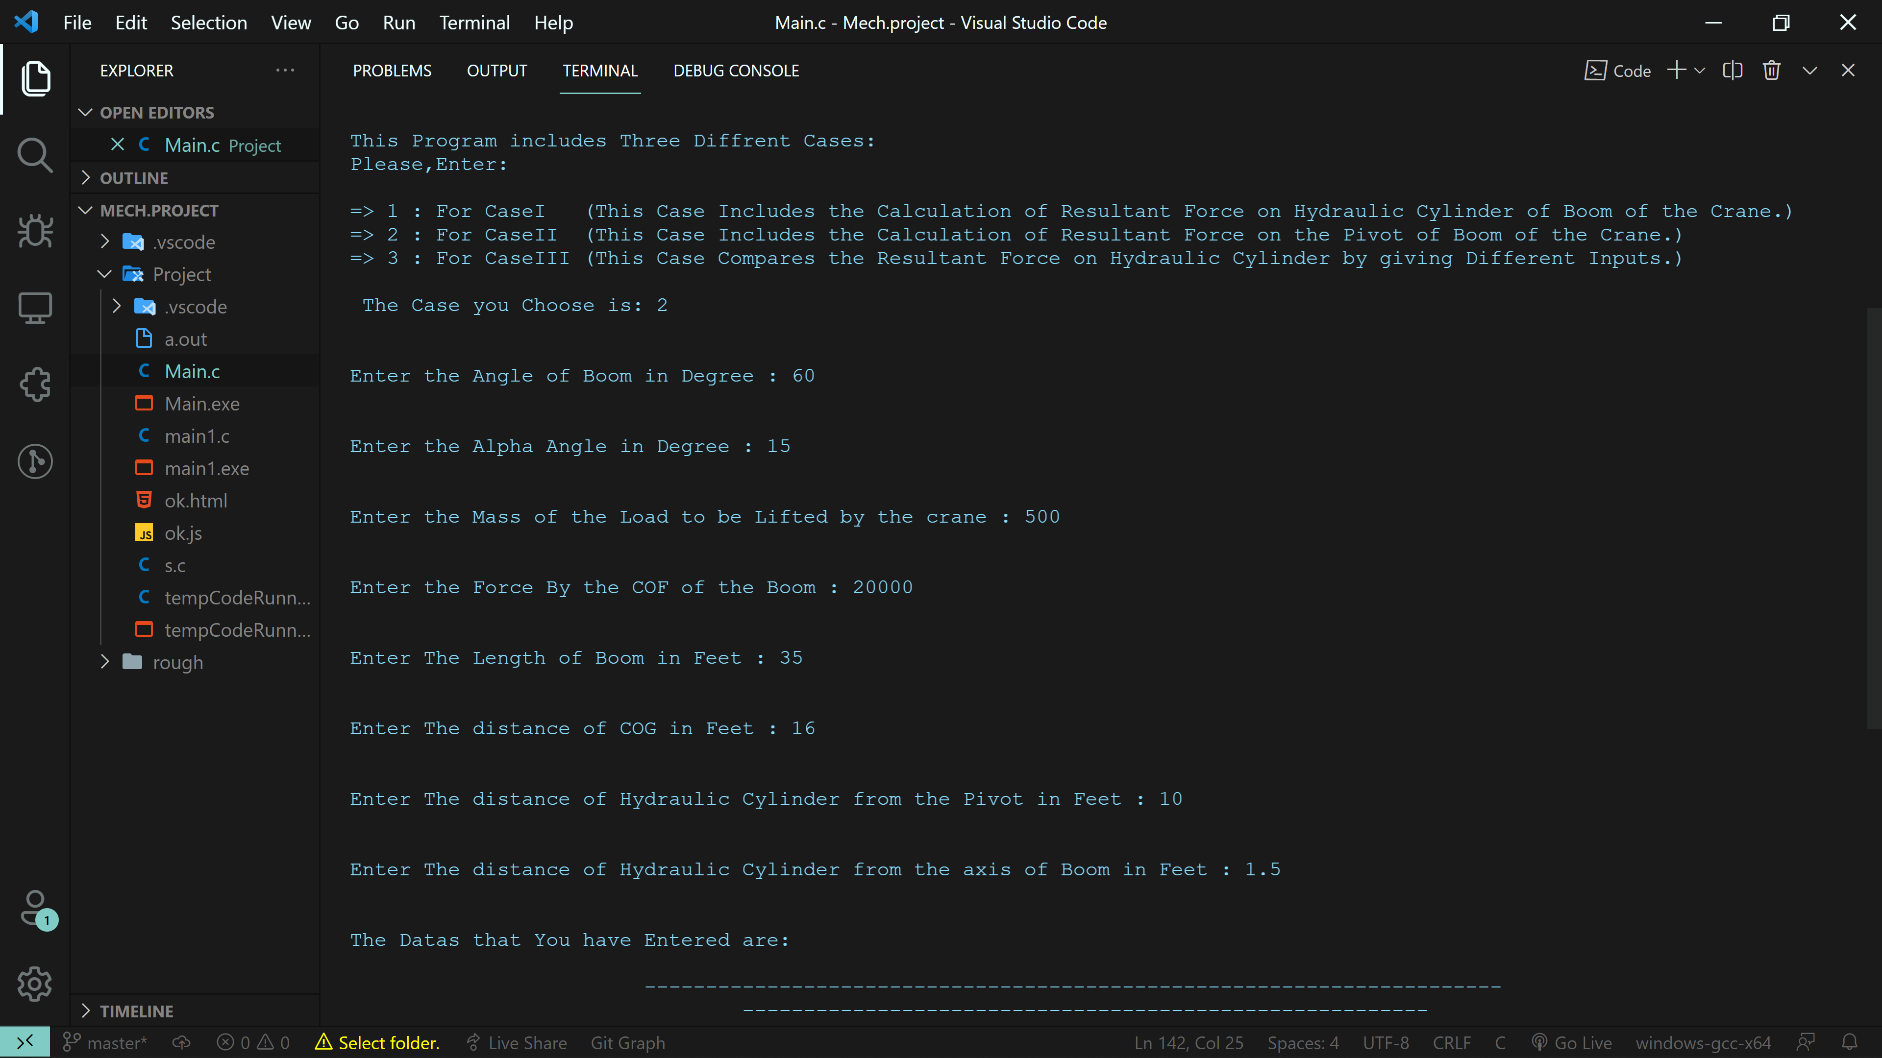 File Edit Selection View Go Run Terminal Help Main.c - Mech.project - Visual Studio Code
EXPLORER
OPEN EDITORS
Main.c Project
OUTLINE
MECH.PROJECT
.vscode
Project
.vscode
a.out
Main.c
Main.exe
main1.c
main1.exe
ok.html
ok.js
s.c
tempCodeRunn...
tempCodeRunn...
rough
TIMELINE
PROBLEMS OUTPUT TERMINAL DEBUG CONSOLE Code
This Program includes Three Diffrent Cases:
Please,Enter:
=> 1 : For CaseI (This Case Includes the Calculation of Resultant Force on Hydraulic Cylinder of Boom of the Crane.)
=> 2 : For CaseII (This Case Includes the Calculation of Resultant Force on the Pivot of Boom of the Crane.)
=> 3 : For CaseIII (This Case Compares the Resultant Force on Hydraulic Cylinder by giving Different Inputs.)
The Case you Choose is: 2
Enter the Angle of Boom in Degree : 60
Enter the Alpha Angle in Degree : 15
Enter the Mass of the Load to be Lifted by the crane : 500
Enter the Force By the COF of the Boom : 20000
Enter The Length of Boom in Feet : 35
Enter The distance of COG in Feet : 16
Enter The distance of Hydraulic Cylinder from the Pivot in Feet : 10
Enter The distance of Hydraulic Cylinder from the axis of Boom in Feet : 1.5
The Datas that You have Entered are:
----------------------------------------------------------------------
--------------------------------------------------------
1
master* 0 0 Select folder. Live Share Git Graph Ln 142, Col 25 Spaces: 4 UTF-8 CRLF C Go Live windows-gcc-x64